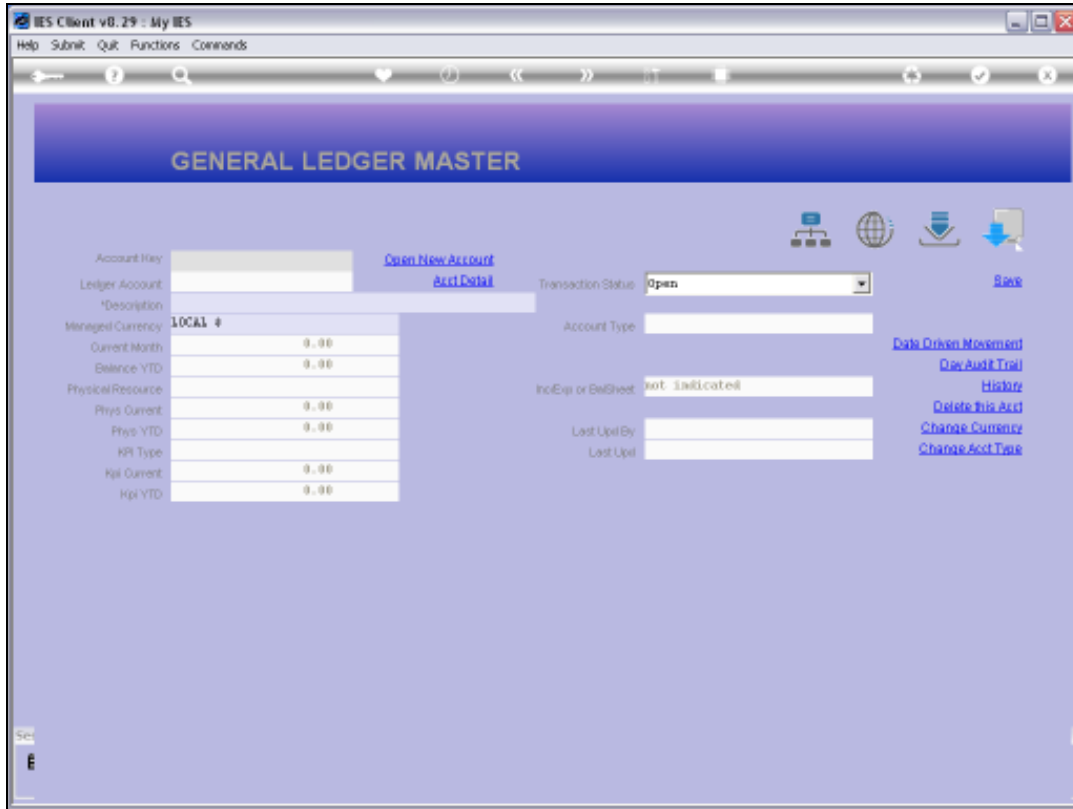 IES Client v8.29 : My IES
Help Submit Quit Functions Commands
GENERAL LEDGER MASTER
Account Key
Open New Account
Ledger Account
Acct Detail
Transaction Status Open
Save
*Description
Managed Currency LOCAL #
Account Type
Current Month 0.00
Date Driven Movement
Balance YTD 0.00
Day Audit Trail
Physical Resource
Inc/Exp or BalSheet not indicated
History
Phys Current 0.00
Delete this Acct
Phys YTD 0.00
Last Upd By
Change Currency
KPI Type
Last Upd
Change Acct Type
Kpi Current 0.00
Kpi YTD 0.00